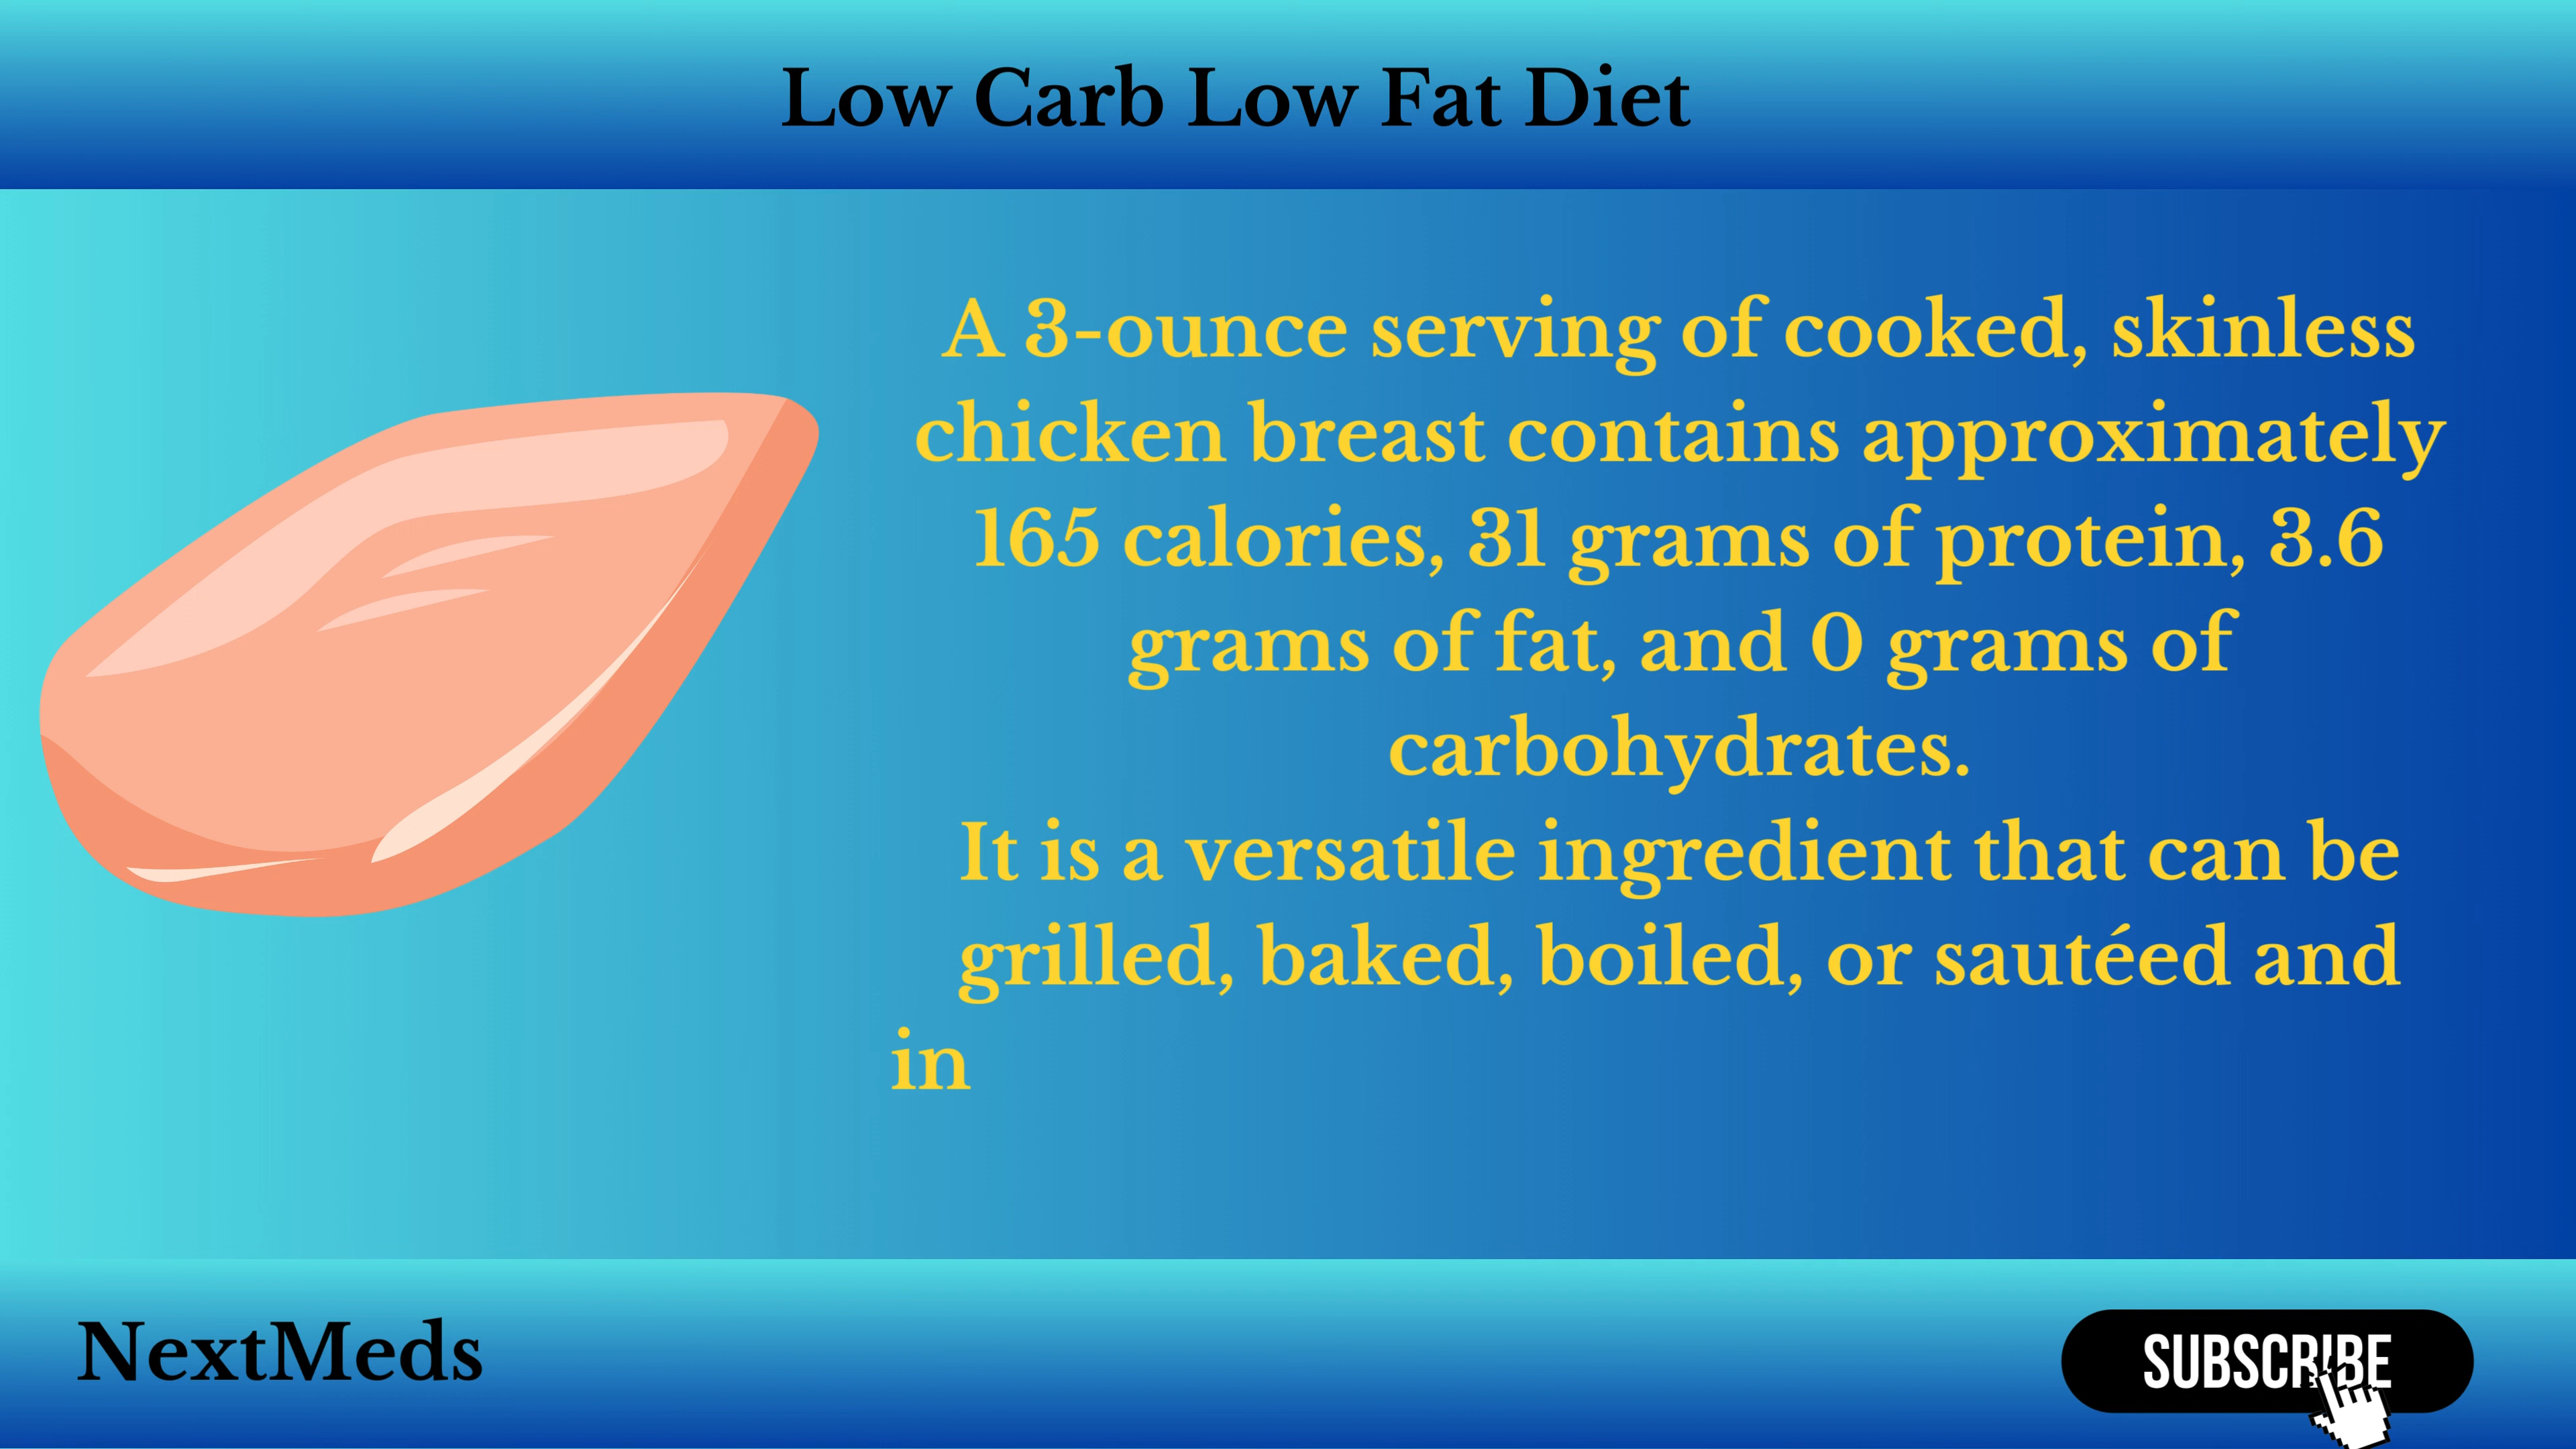 Low Carb Low Fat Diet
A 3-ounce serving of cooked, skinless
chicken breast contains approximately
165 calories, 31 grams of protein, 3.6
grams of fat, and 0 grams of
carbohydrates.
It is a versatile ingredient that can be
grilled, baked, boiled, or sautéed and
in
NextMeds
SUBSCRIBE